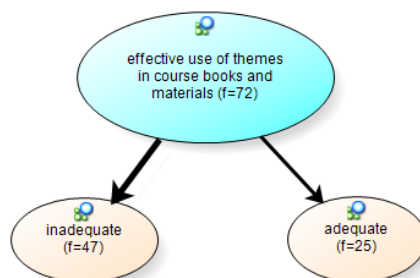 effective use of themes
in course books and
materials (f=72)
inadequate
(f=47)
adequate
(f=25)